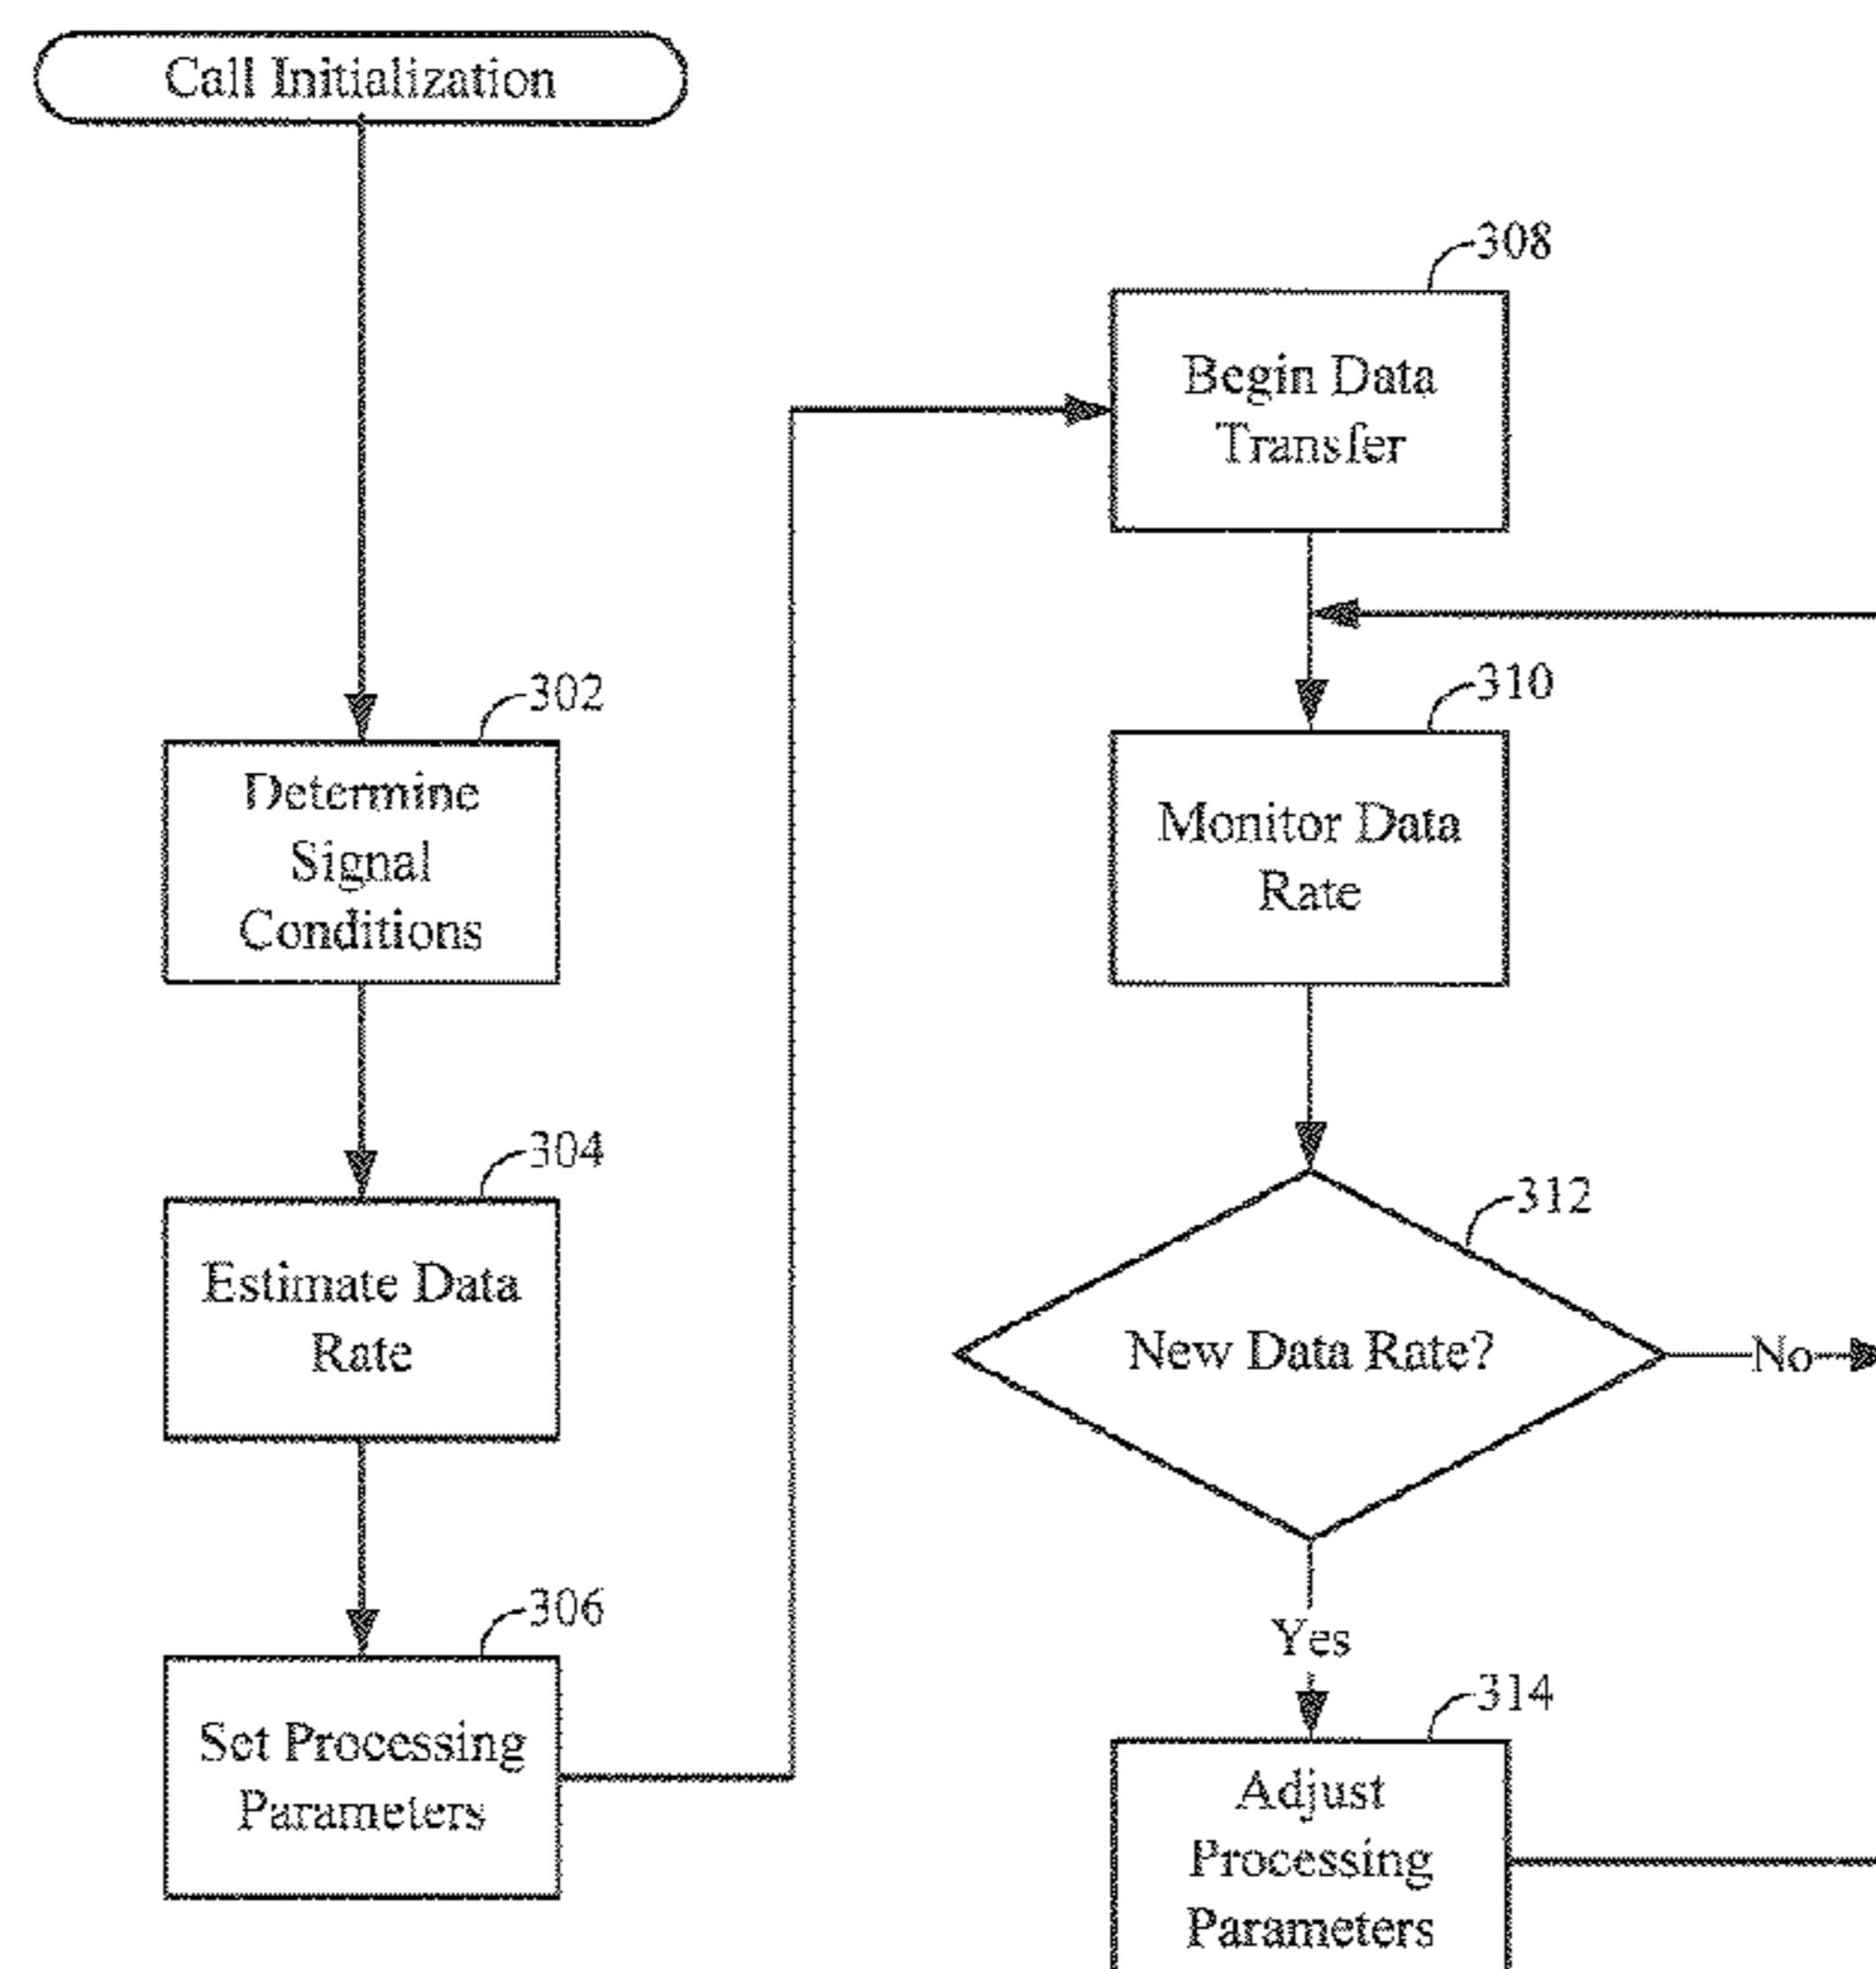 Call Initialization
302
Determine
Signal
Conditions
304
Estimate Data
Rate
306
Set Processing
Parameters
308
Begin Data
Transfer
310
Monitor Data
Rate
312
New Data Rate?
No
Yes
314
Adjust
Processing
Parameters